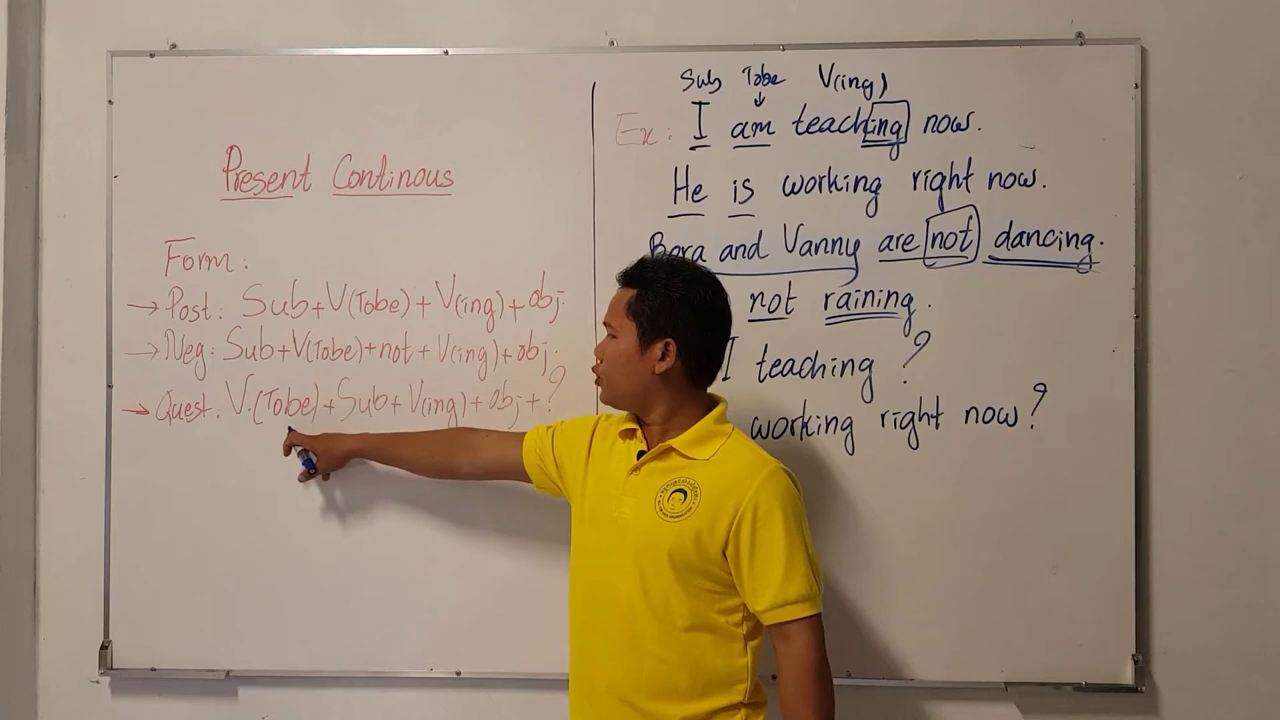 Present Continous
Form:
→ Post: Sub+V(Tobe)+V(ing)+obj.
→ Neg: Sub+V(Tobe)+not+V(ing)+obj.
→ Quest: V.(Tobe)+Sub+V(ing)+obj+?
Sub Tobe V(ing)
Ex: I am teaching now.
He is working right now.
Bora and Vanny are not dancing.
not raining.
I teaching?
working right now?